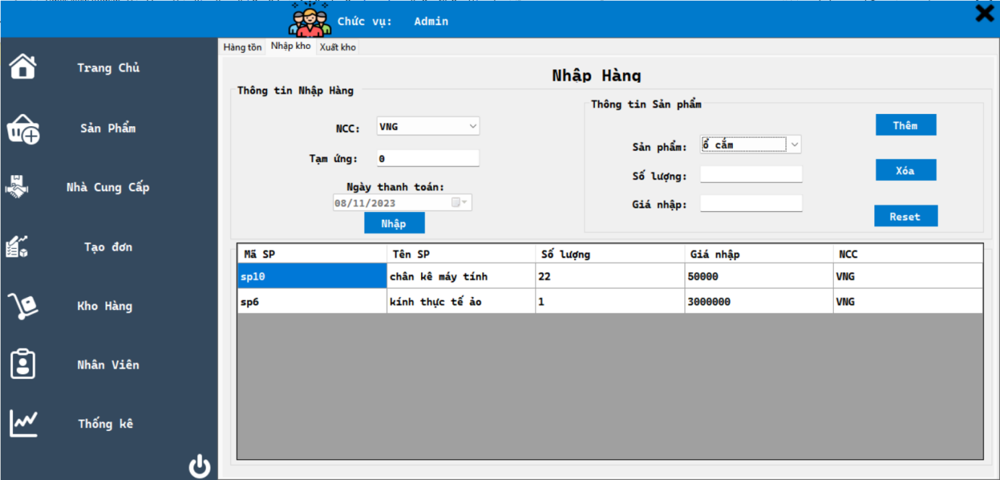 Chức vụ: Admin
Trang Chủ
Sản Phẩm
Nhà Cung Cấp
Tạo đơn
Kho Hàng
Nhân Viên
Thống kê
Hàng tồn Nhập kho Xuất kho
Nhập Hàng
Thông tin Nhập Hàng
NCC: VNG
Tạm ứng: 0
Ngày thanh toán:
08/11/2023
Nhập
Thông tin Sản phẩm
Sản phẩm: ổ cắm
Số lượng:
Giá nhập:
Thêm
Xóa
Reset
Mã SP Tên SP Số lượng Giá nhập NCC
sp10 chân kê máy tính 22 50000 VNG
sp6 kính thực tế ảo 1 3000000 VNG